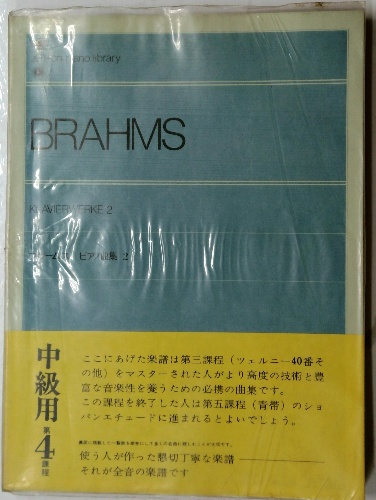 piano library
BRAHMS
KLAVIERWERKE 2
ピアノ曲集 2
中級用
第4課程
ここにあげた楽譜は第三課程（ツェルニー40番そ
の他）をマスターされた人がより高度の技術と豊
富な音楽性を養うための必携の曲集です。
この課程を終了した人は第五課程（青帯）のショ
パンエチュードに進まれるとよいでしょう。
使う人が作った懇切丁寧な楽譜
それが全音の楽譜です